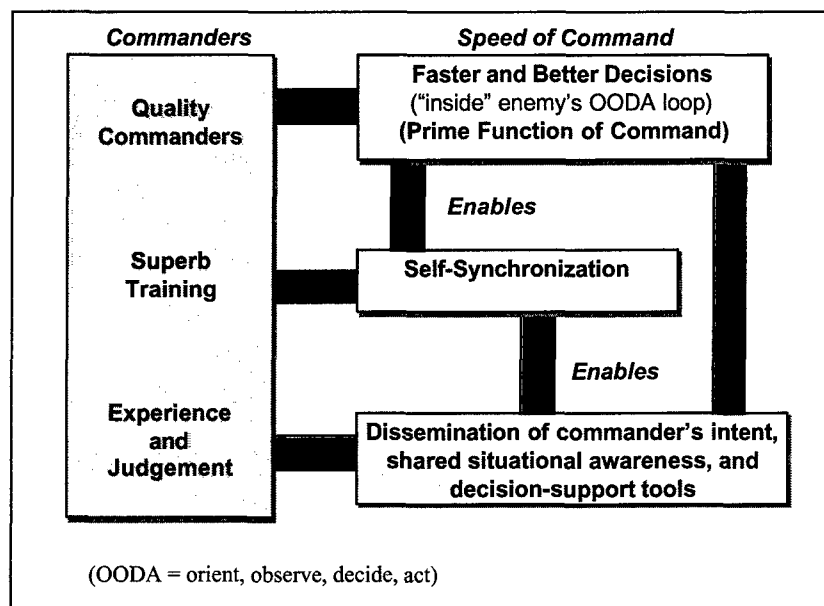 Commanders
Speed of Command
Quality
Commanders
Superb
Training
Experience
and
Judgement
Faster and Better Decisions
("inside" enemy's OODA loop)
(Prime Function of Command)
Enables
Self-Synchronization
Enables
Dissemination of commander's intent,
shared situational awareness, and
decision-support tools
(OODA = orient, observe, decide, act)